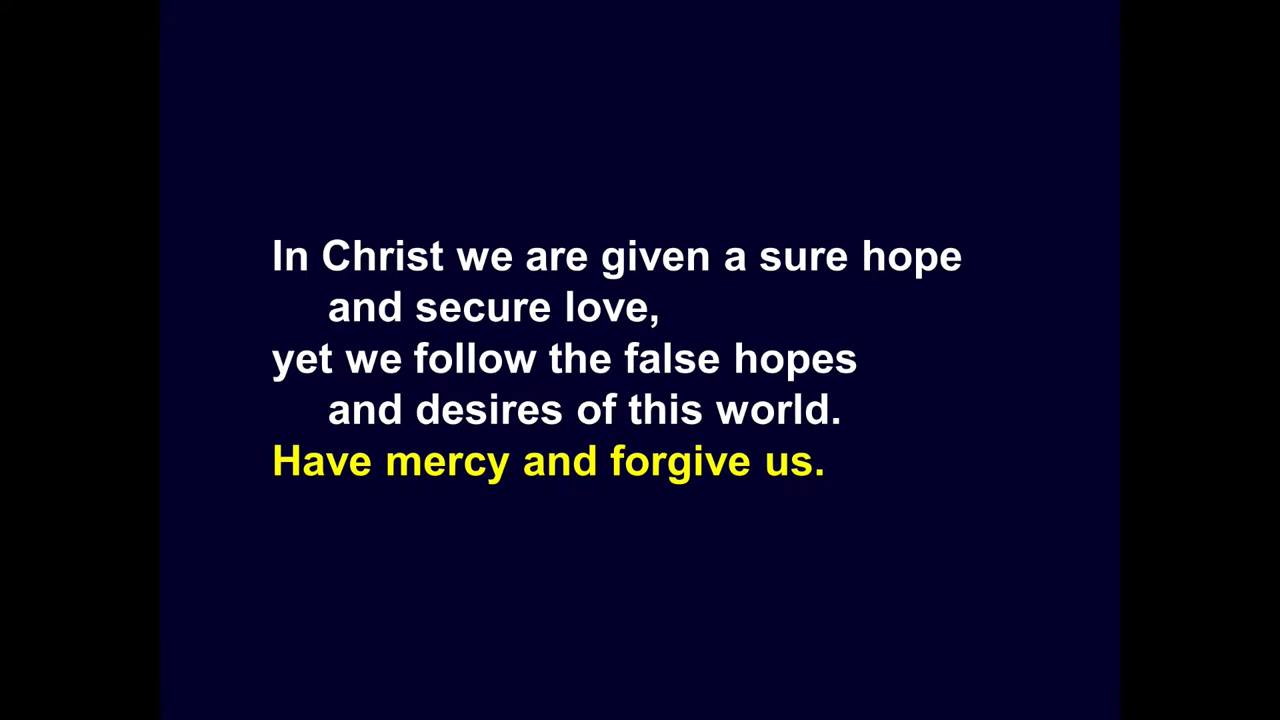 In Christ we are given a sure hope
and secure love,
yet we follow the false hopes
and desires of this world.
Have mercy and forgive us.